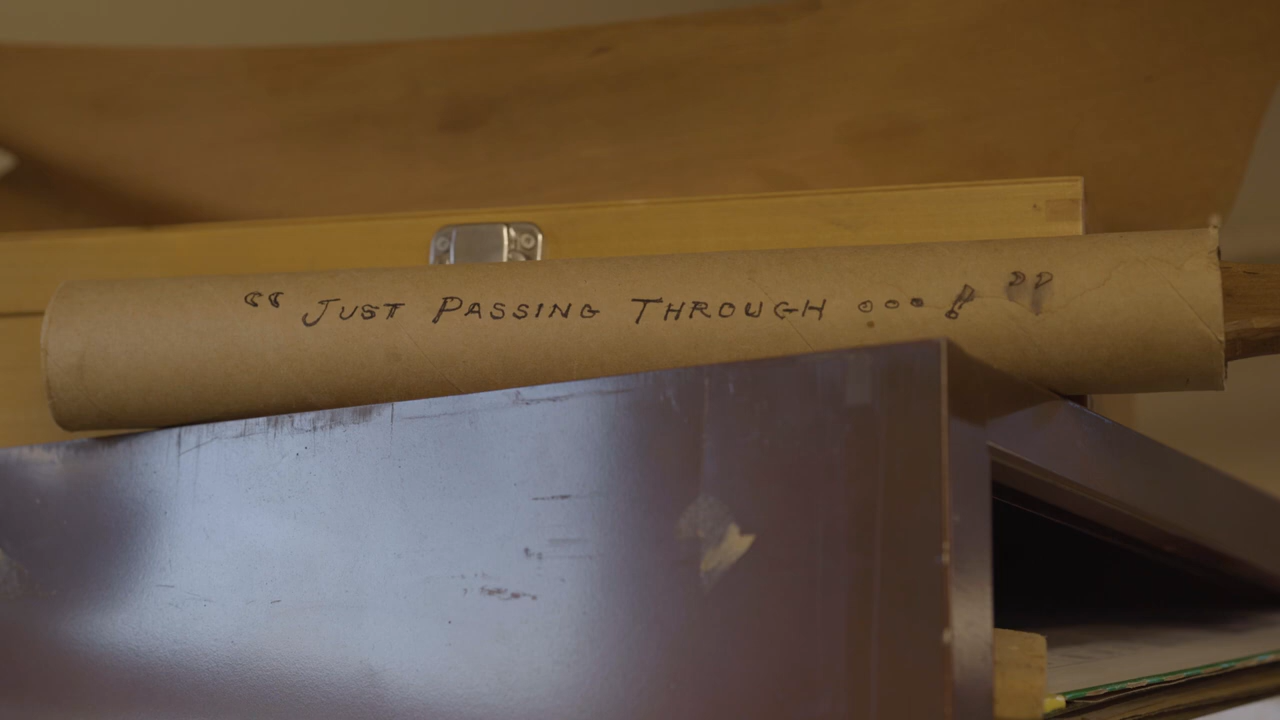 “ JUST PASSING THROUGH ...! ”